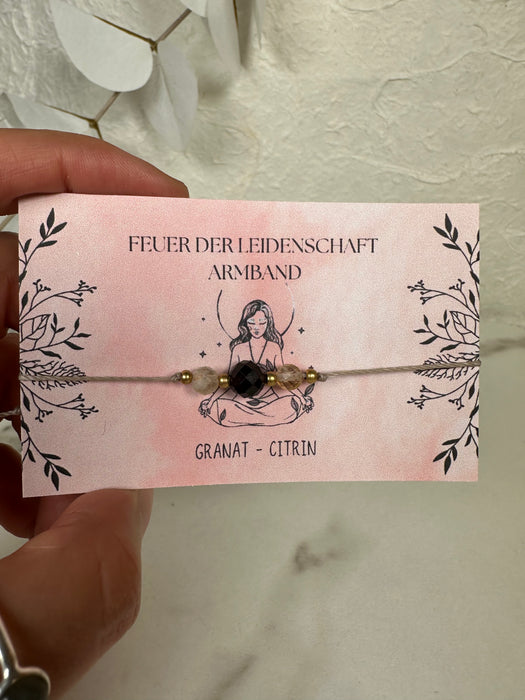 FEUER DER LEIDENSCHAFT
ARMBAND
GRANAT - CITRIN